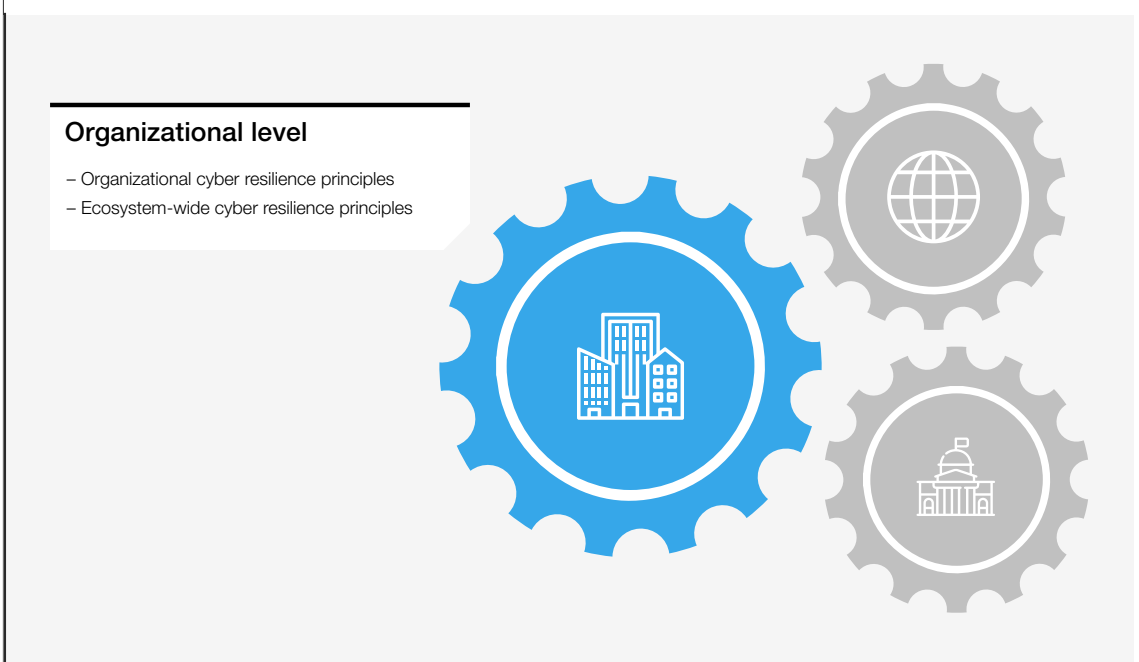 Organizational level
– Organizational cyber resilience principles
– Ecosystem-wide cyber resilience principles